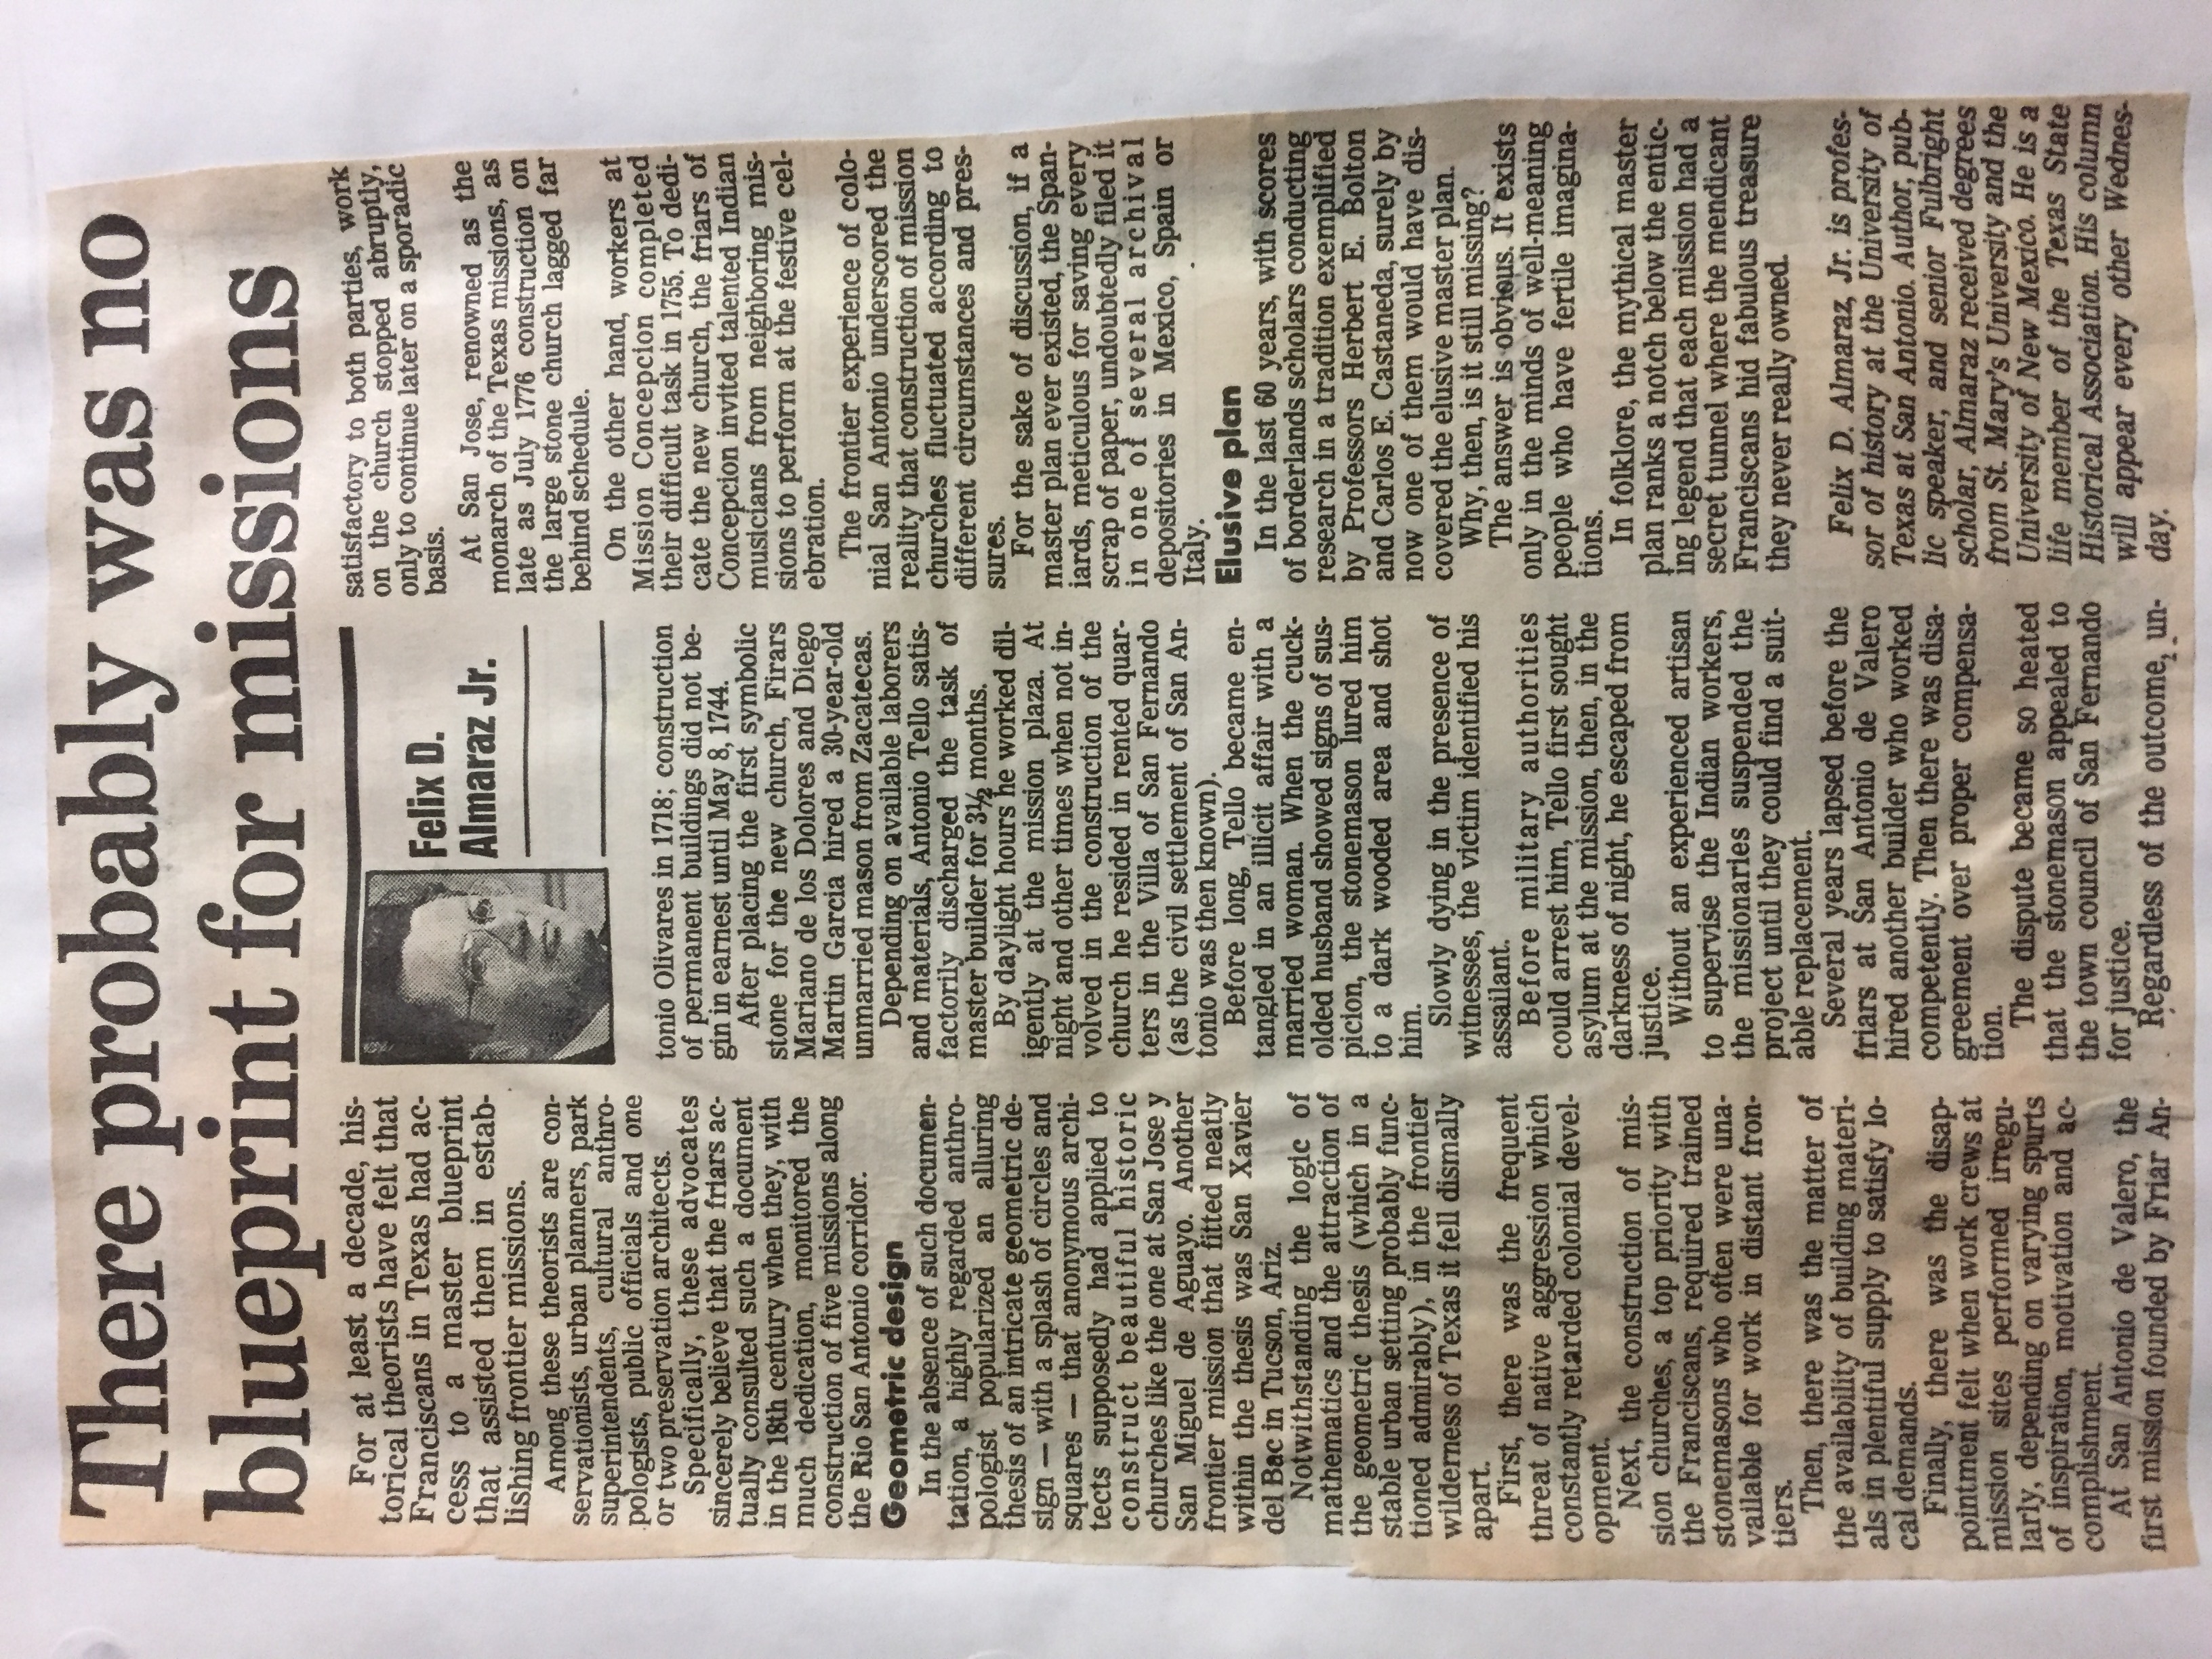 There probably was no
blueprint for missions
Felix D.
Almaraz Jr.
For at least a decade, his-
torical theorists have felt that
Franciscans in Texas had ac-
cess to a master blueprint
that assisted them in estab-
lishing frontier missions.
Among these theorists are con-
servationists, urban planners, park
superintendents, cultural anthro-
pologists, public officials and one
or two preservation architects.
Specifically, these advocates
sincerely believe that the friars ac-
tually consulted such a document
in the 18th century when they, with
much dedication, monitored the
construction of five missions along
the Rio San Antonio corridor.
Geometric design
In the absence of such documen-
tation, a highly regarded anthro-
pologist popularized an alluring
thesis of an intricate geometric de-
sign — with a splash of circles and
squares — that anonymous archi-
tects supposedly had applied to
construct beautiful historic
churches like the one at San Jose y
San Miguel de Aguayo. Another
frontier mission that fitted neatly
within the thesis was San Xavier
del Bac in Tucson, Ariz.
Notwithstanding the logic of
mathematics and the attraction of
the geometric thesis (which in a
stable urban setting probably func-
tioned admirably), in the frontier
wilderness of Texas it fell dismally
apart.
First, there was the frequent
threat of native aggression which
constantly retarded colonial devel-
opment.
Next, the construction of mis-
sion churches, a top priority with
the Franciscans, required trained
stonemasons who often were una-
vailable for work in distant fron-
tiers.
Then, there was the matter of
the availability of building materi-
als in plentiful supply to satisfy lo-
cal demands.
Finally, there was the disap-
pointment felt when work crews at
mission sites performed irregu-
larly, depending on varying spurts
of inspiration, motivation and ac-
complishment.
At San Antonio de Valero, the
first mission founded by Friar An-
tonio Olivares in 1718; construction
of permanent buildings did not be-
gin in earnest until May 8, 1744.
After placing the first symbolic
stone for the new church, Firars
Mariano de los Dolores and Diego
Martin Garcia hired a 30-year-old
unmarried mason from Zacatecas.
Depending on available laborers
and materials, Antonio Tello satis-
factorily discharged the task of
master builder for 3½ months.
By daylight hours he worked dil-
igently at the mission plaza. At
night and other times when not in-
volved in the construction of the
church he resided in rented quar-
ters in the Villa of San Fernando
(as the civil settlement of San An-
tonio was then known).
Before long, Tello became en-
tangled in an illicit affair with a
married woman. When the cuck-
olded husband showed signs of sus-
picion, the stonemason lured him
to a dark wooded area and shot
him.
Slowly dying in the presence of
witnesses, the victim identified his
assailant.
Before military authorities
could arrest him, Tello first sought
asylum at the mission, then, in the
darkness of night, he escaped from
justice.
Without an experienced artisan
to supervise the Indian workers,
the missionaries suspended the
project until they could find a suit-
able replacement.
Several years lapsed before the
friars at San Antonio de Valero
hired another builder who worked
competently. Then there was disa-
greement over proper compensa-
tion.
The dispute became so heated
that the stonemason appealed to
the town council of San Fernando
for justice.
Regardless of the outcome, un-
satisfactory to both parties, work
on the church stopped abruptly,
only to continue later on a sporadic
basis.
At San Jose, renowned as the
monarch of the Texas missions, as
late as July 1776 construction on
the large stone church lagged far
behind schedule.
On the other hand, workers at
Mission Concepcion completed
their difficult task in 1755. To dedi-
cate the new church, the friars of
Concepcion invited talented Indian
musicians from neighboring mis-
sions to perform at the festive cel-
ebration.
The frontier experience of colo-
nial San Antonio underscored the
reality that construction of mission
churches fluctuated according to
different circumstances and pres-
sures.
For the sake of discussion, if a
master plan ever existed, the Span-
iards, meticulous for saving every
scrap of paper, undoubtedly filed it
in one of several archival
depositories in Mexico, Spain or
Italy.
Elusive plan
In the last 60 years, with scores
of borderlands scholars conducting
research in a tradition exemplified
by Professors Herbert E. Bolton
and Carlos E. Castaneda, surely by
now one of them would have dis-
covered the elusive master plan.
Why, then, is it still missing?
The answer is obvious. It exists
only in the minds of well-meaning
people who have fertile imagina-
tions.
In folklore, the mythical master
plan ranks a notch below the entic-
ing legend that each mission had a
secret tunnel where the mendicant
Franciscans hid fabulous treasure
they never really owned.
Felix D. Almaraz, Jr. is profes-
sor of history at the University of
Texas at San Antonio. Author, pub-
lic speaker, and senior Fulbright
scholar, Almaraz received degrees
from St. Mary's University and the
University of New Mexico. He is a
life member of the Texas State
Historical Association. His column
will appear every other Wednes-
day.